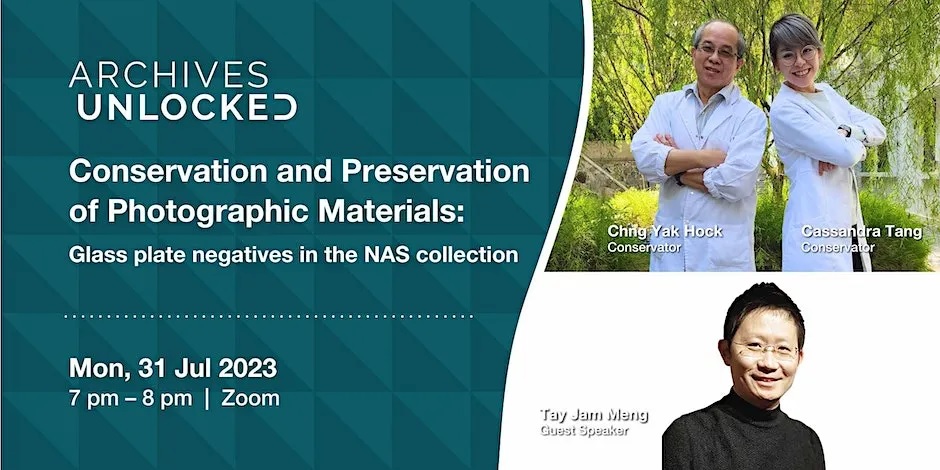 ARCHIVES
UNLOCKED
Conservation and Preservation
of Photographic Materials:
Glass plate negatives in the NAS collection
Mon, 31 Jul 2023
7 pm – 8 pm | Zoom
Chng Yak Hock
Conservator
Cassandra Tang
Conservator
Tay Jam Meng
Guest Speaker